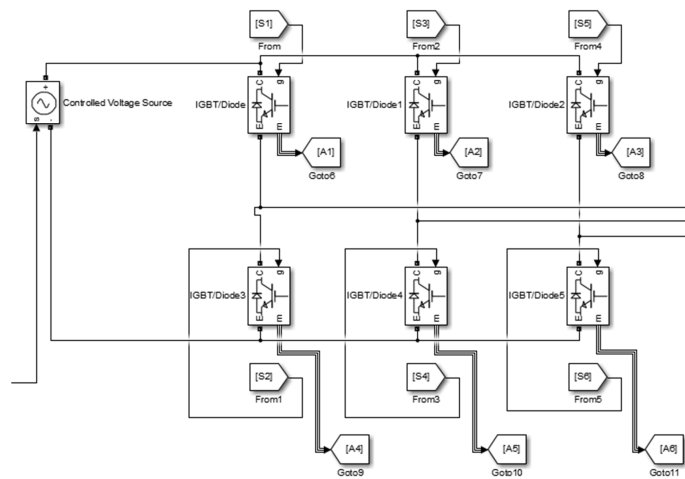 [S1]
[S3]
[S5]
From
From2
From4
+
C
g
C
g
C
g
Controlled Voltage Source
IGBT/Diode
IGBT/Diode1
IGBT/Diode2
s
-
E
m
E
m
E
m
[A1]
[A2]
[A3]
Goto6
Goto7
Goto8
C
g
C
g
C
g
IGBT/Diode3
IGBT/Diode4
IGBT/Diode5
E
m
E
m
E
m
[S2]
[S4]
[S6]
From1
From3
From5
[A4]
[A5]
[A6]
Goto9
Goto10
Goto11